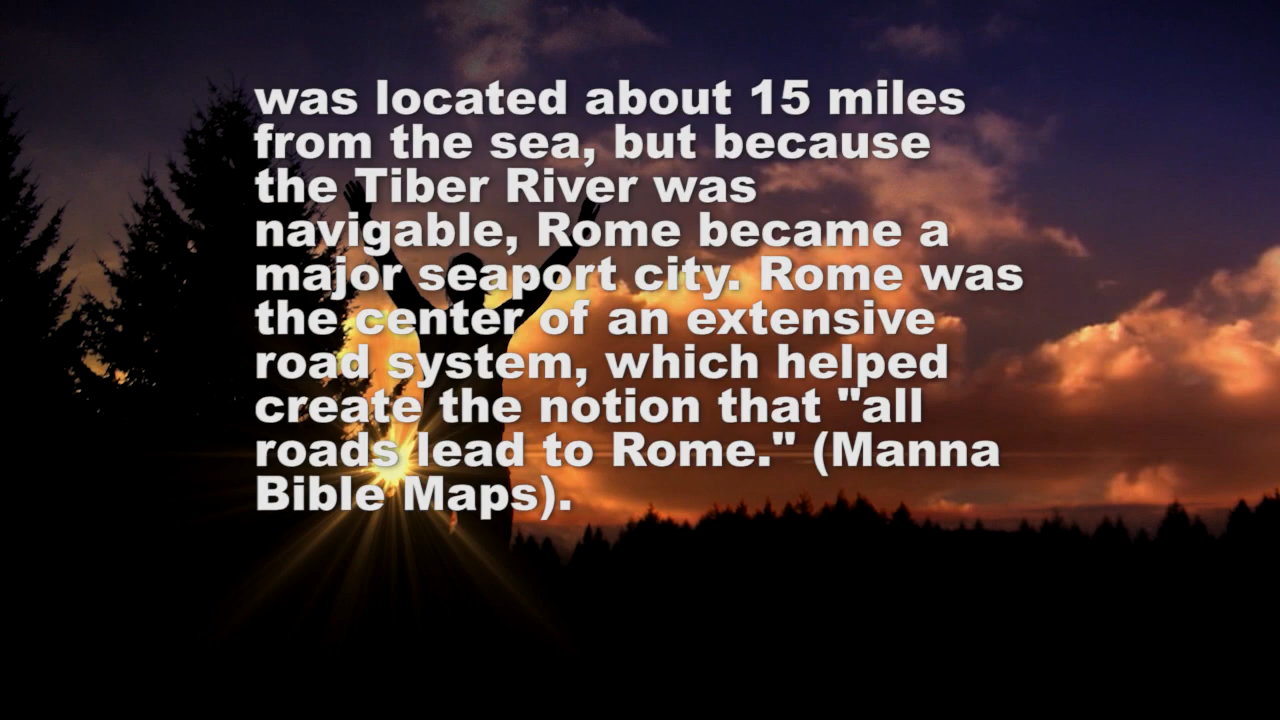 was located about 15 miles
from the sea, but because
the Tiber River was
navigable, Rome became a
major seaport city. Rome was
the center of an extensive
road system, which helped
create the notion that "all
roads lead to Rome." (Manna
Bible Maps).